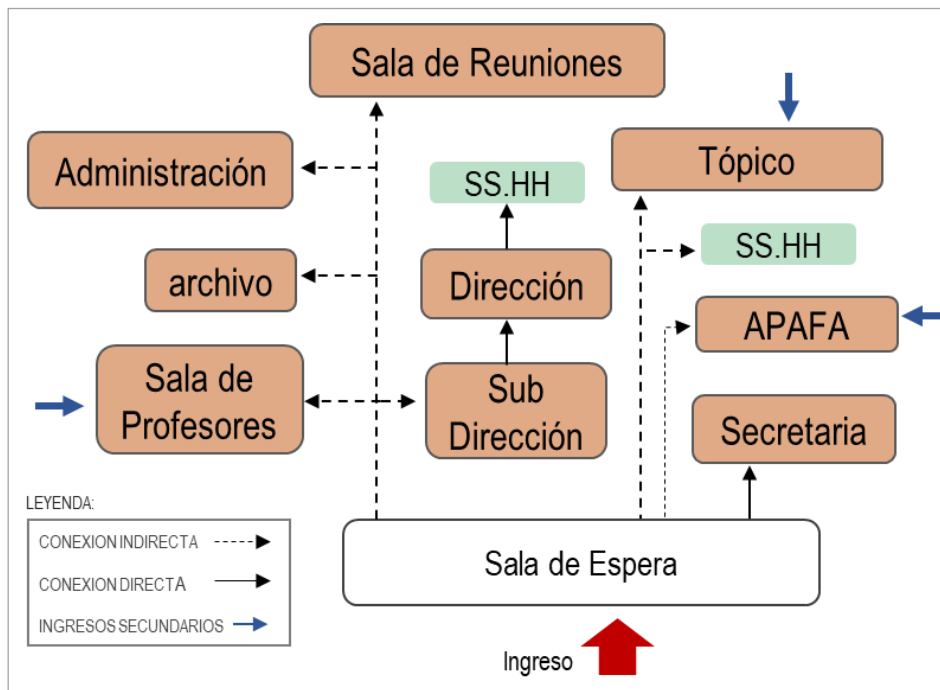 Sala de Reuniones
Administración
Tópico
SS.HH
SS.HH
archivo
Dirección
APAFA
Sala de
Profesores
Sub
Dirección
Secretaria
LEYENDA:
CONEXION INDIRECTA
CONEXION DIRECTA
INGRESOS SECUNDARIOS
Sala de Espera
Ingreso